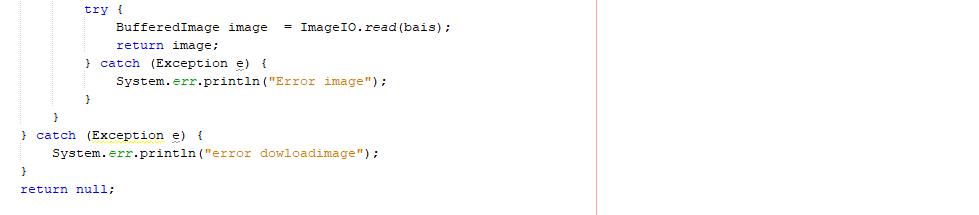 try {
BufferedImage image  = ImageIO.read(bais);
return image;
} catch (Exception e) {
System.err.println("Error image");
}
}
} catch (Exception e) {
System.err.println("error dowloadimage");
}
return null;